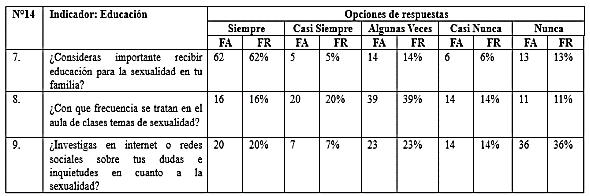 Nº14 Indicador: Educación Opciones de respuestas
Siempre Casi Siempre Algunas Veces Casi Nunca Nunca
FA FR FA FR FA FR FA FR FA FR
7. ¿Consideras importante recibir 62 62% 5 5% 14 14% 6 6% 13 13%
educación para la sexualidad en tu
familia?
8. ¿Con que frecuencia se tratan en el 16 16% 20 20% 39 39% 14 14% 11 11%
aula de clases temas de sexualidad?
9. ¿Investigas en internet o redes 20 20% 7 7% 23 23% 14 14% 36 36%
sociales sobre tus dudas e
inquietudes en cuanto a la
sexualidad?